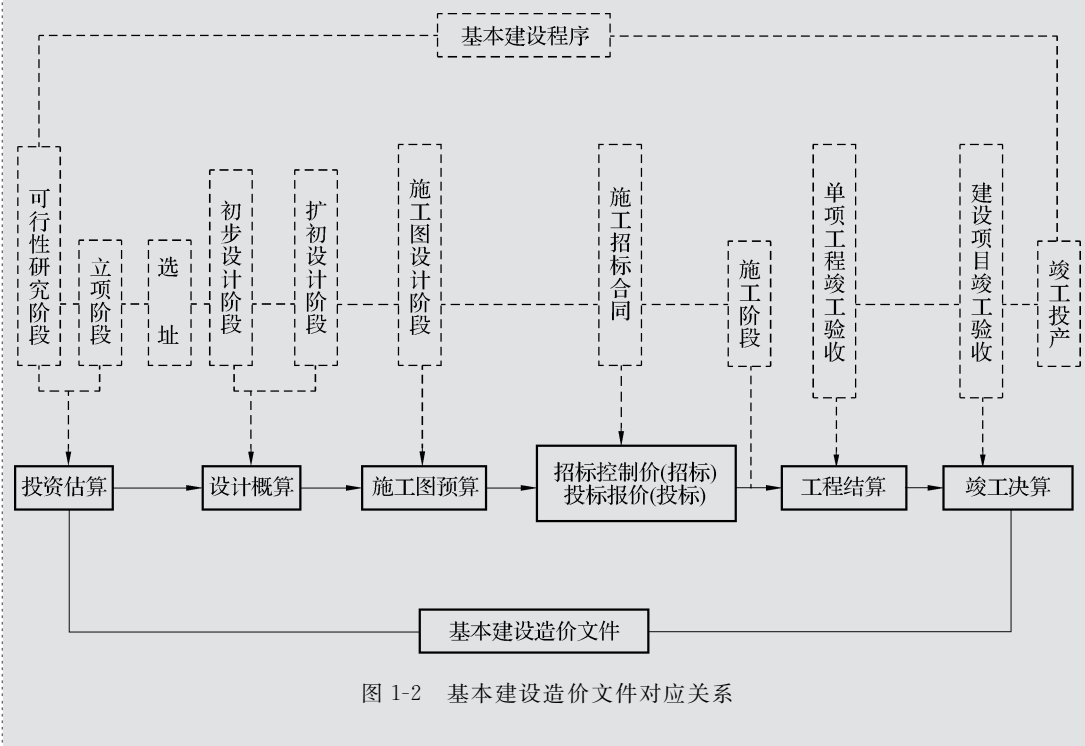 基本建设程序
可行性研究阶段
立项阶段
选址
初步设计阶段
扩初设计阶段
施工图设计阶段
施工招标合同
施工阶段
单项工程竣工验收
建设项目竣工验收
竣工投产
投资估算
设计概算
施工图预算
招标控制价(招标)
投标报价(投标)
工程结算
竣工决算
基本建设造价文件
图 1-2 基本建设造价文件对应关系